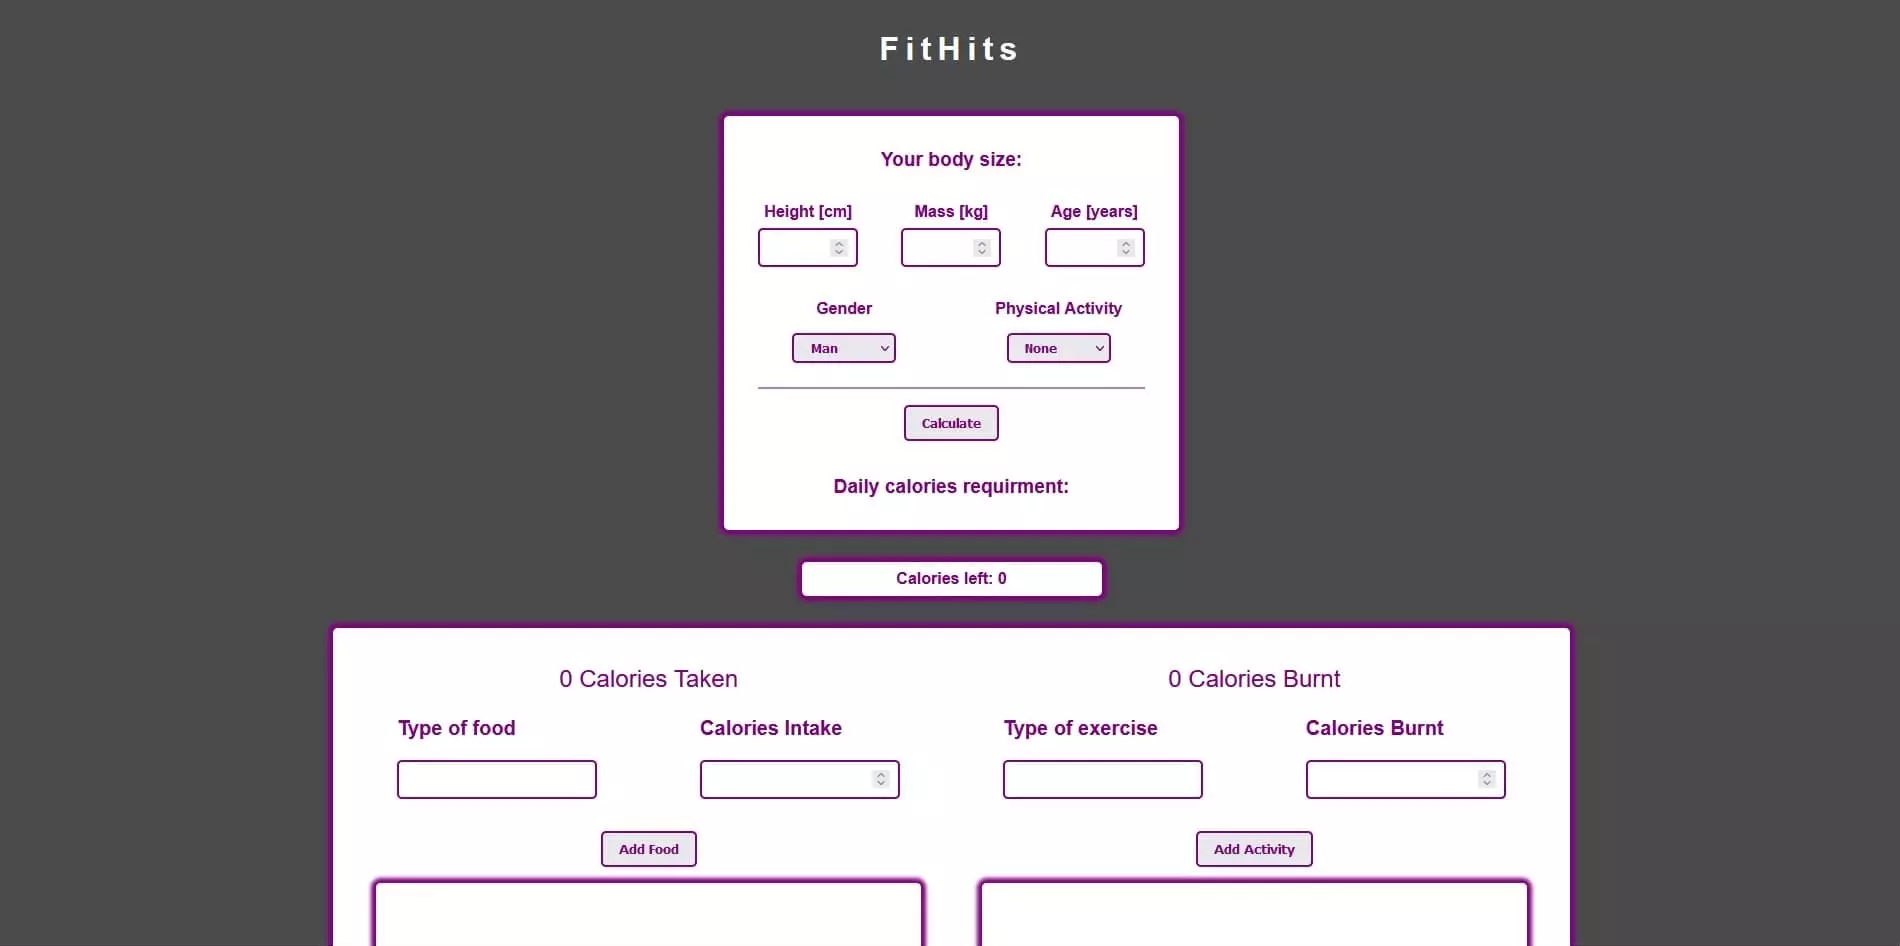 FitHits
Your body size:
Height [cm] Mass [kg] Age [years]
Gender Physical Activity
Man None
Calculate
Daily calories requirment:
Calories left: 0
0 Calories Taken 0 Calories Burnt
Type of food Calories Intake Type of exercise Calories Burnt
Add Food Add Activity